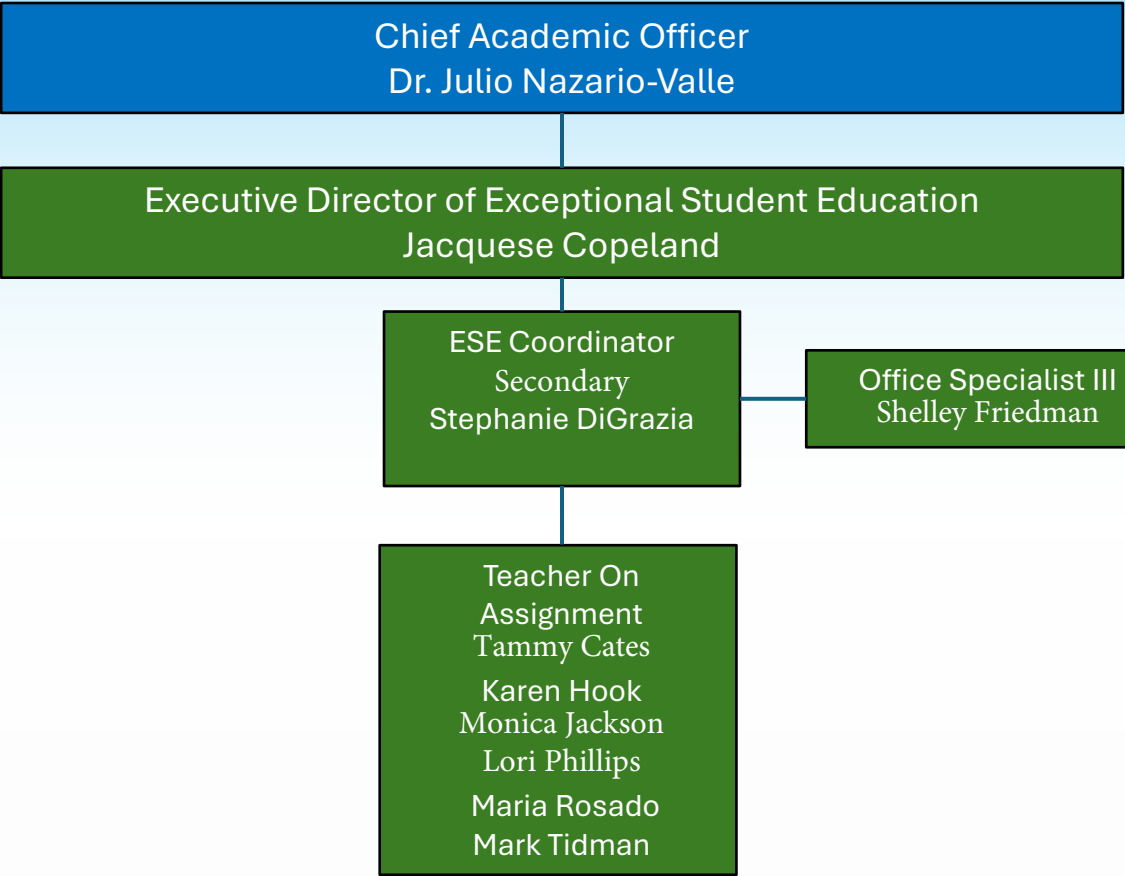 Chief Academic Officer
Dr. Julio Nazario-Valle
Executive Director of Exceptional Student Education
Jacquese Copeland
ESE Coordinator
Secondary
Stephanie DiGrazia
Office Specialist III
Shelley Friedman
Teacher On
Assignment
Tammy Cates
Karen Hook
Monica Jackson
Lori Phillips
Maria Rosado
Mark Tidman